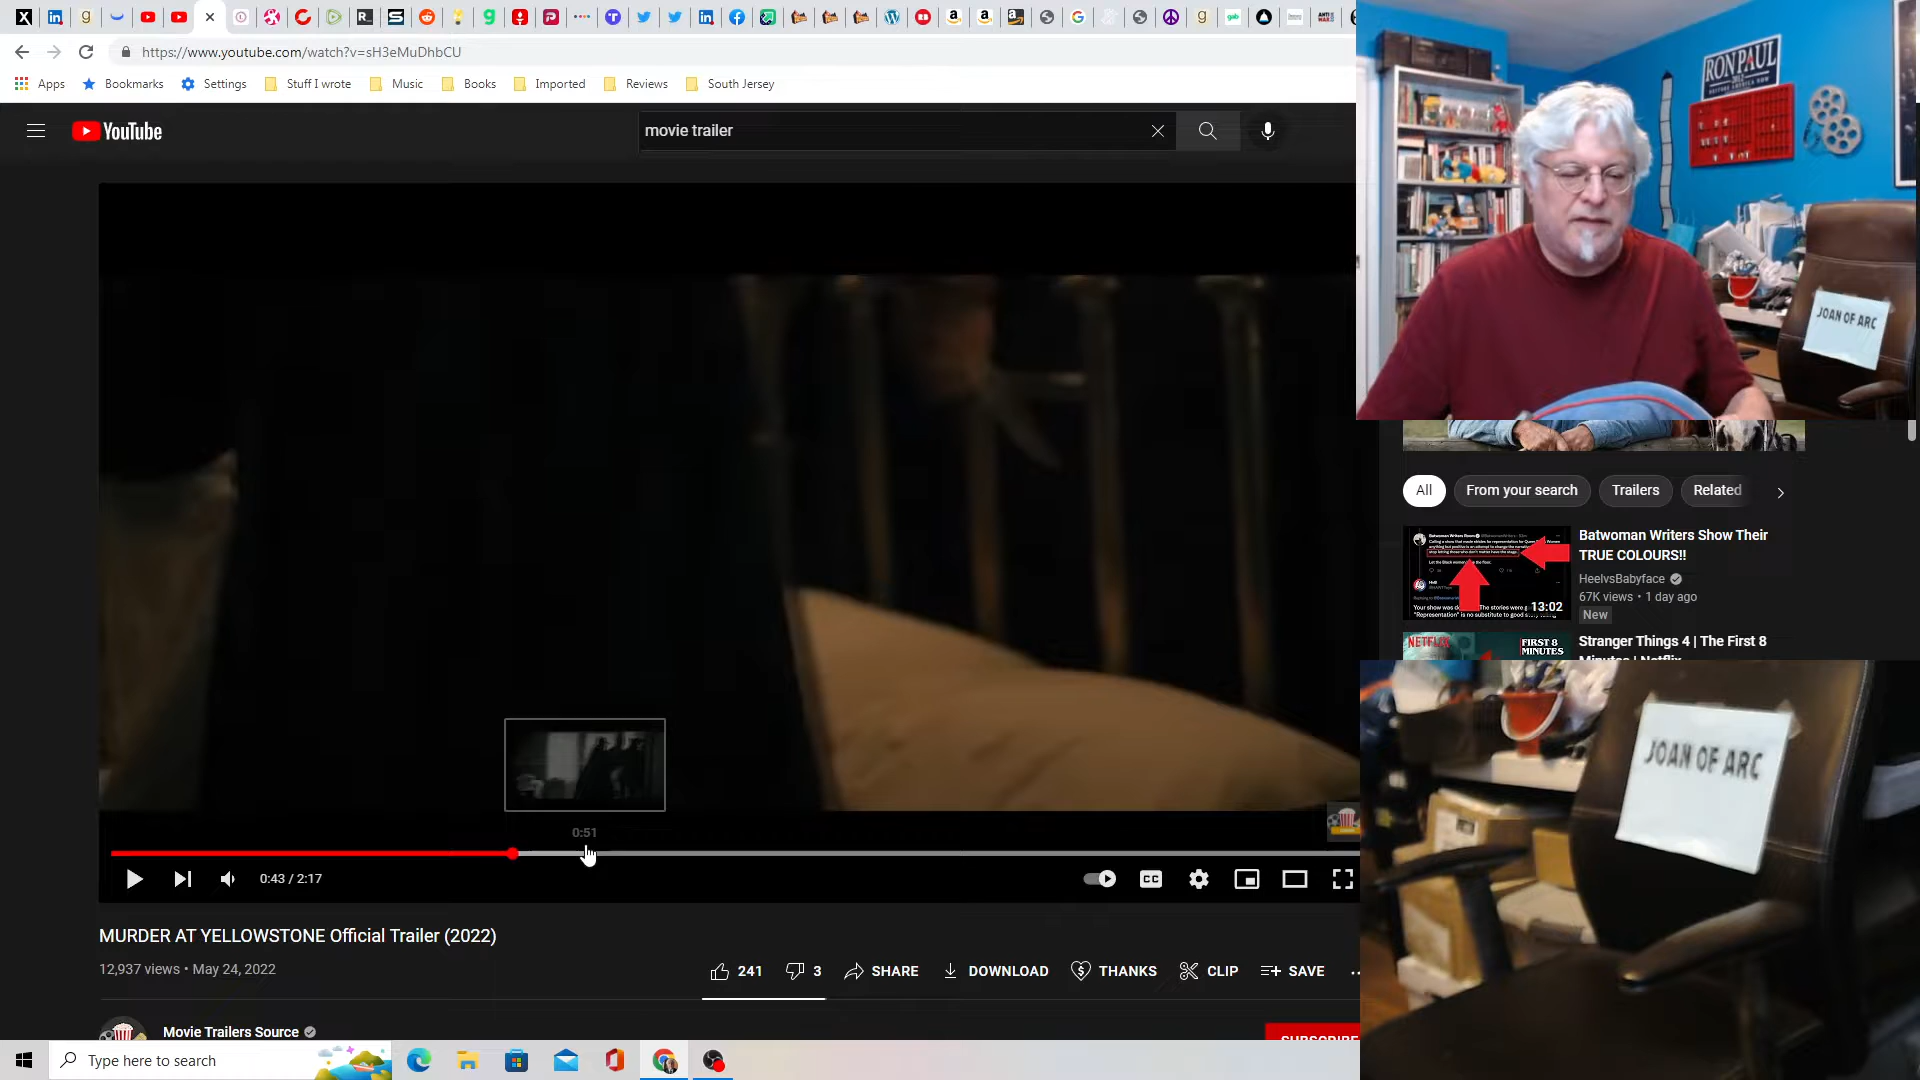 https://www.youtube.com/watch?v=sH3eMuDhbCU
Apps
Bookmarks
Settings
Stuff I wrote
Music
Books
Imported
Reviews
South Jersey
YouTube
movie trailer
RON PAUL
JOAN OF ARC
All
From your search
Trailers
Related
Batwoman Writers Show Their
TRUE COLOURS!!
HeelvsBabyface
67K views • 1 day ago
New
13:02
NETFLIX
FIRST 8
MINUTES
Stranger Things 4 | The First 8
JOAN OF ARC
0:51
0:43 / 2:17
CC
MURDER AT YELLOWSTONE Official Trailer (2022)
12,937 views • May 24, 2022
241
3
SHARE
DOWNLOAD
THANKS
CLIP
SAVE
Movie Trailers Source
Type here to search